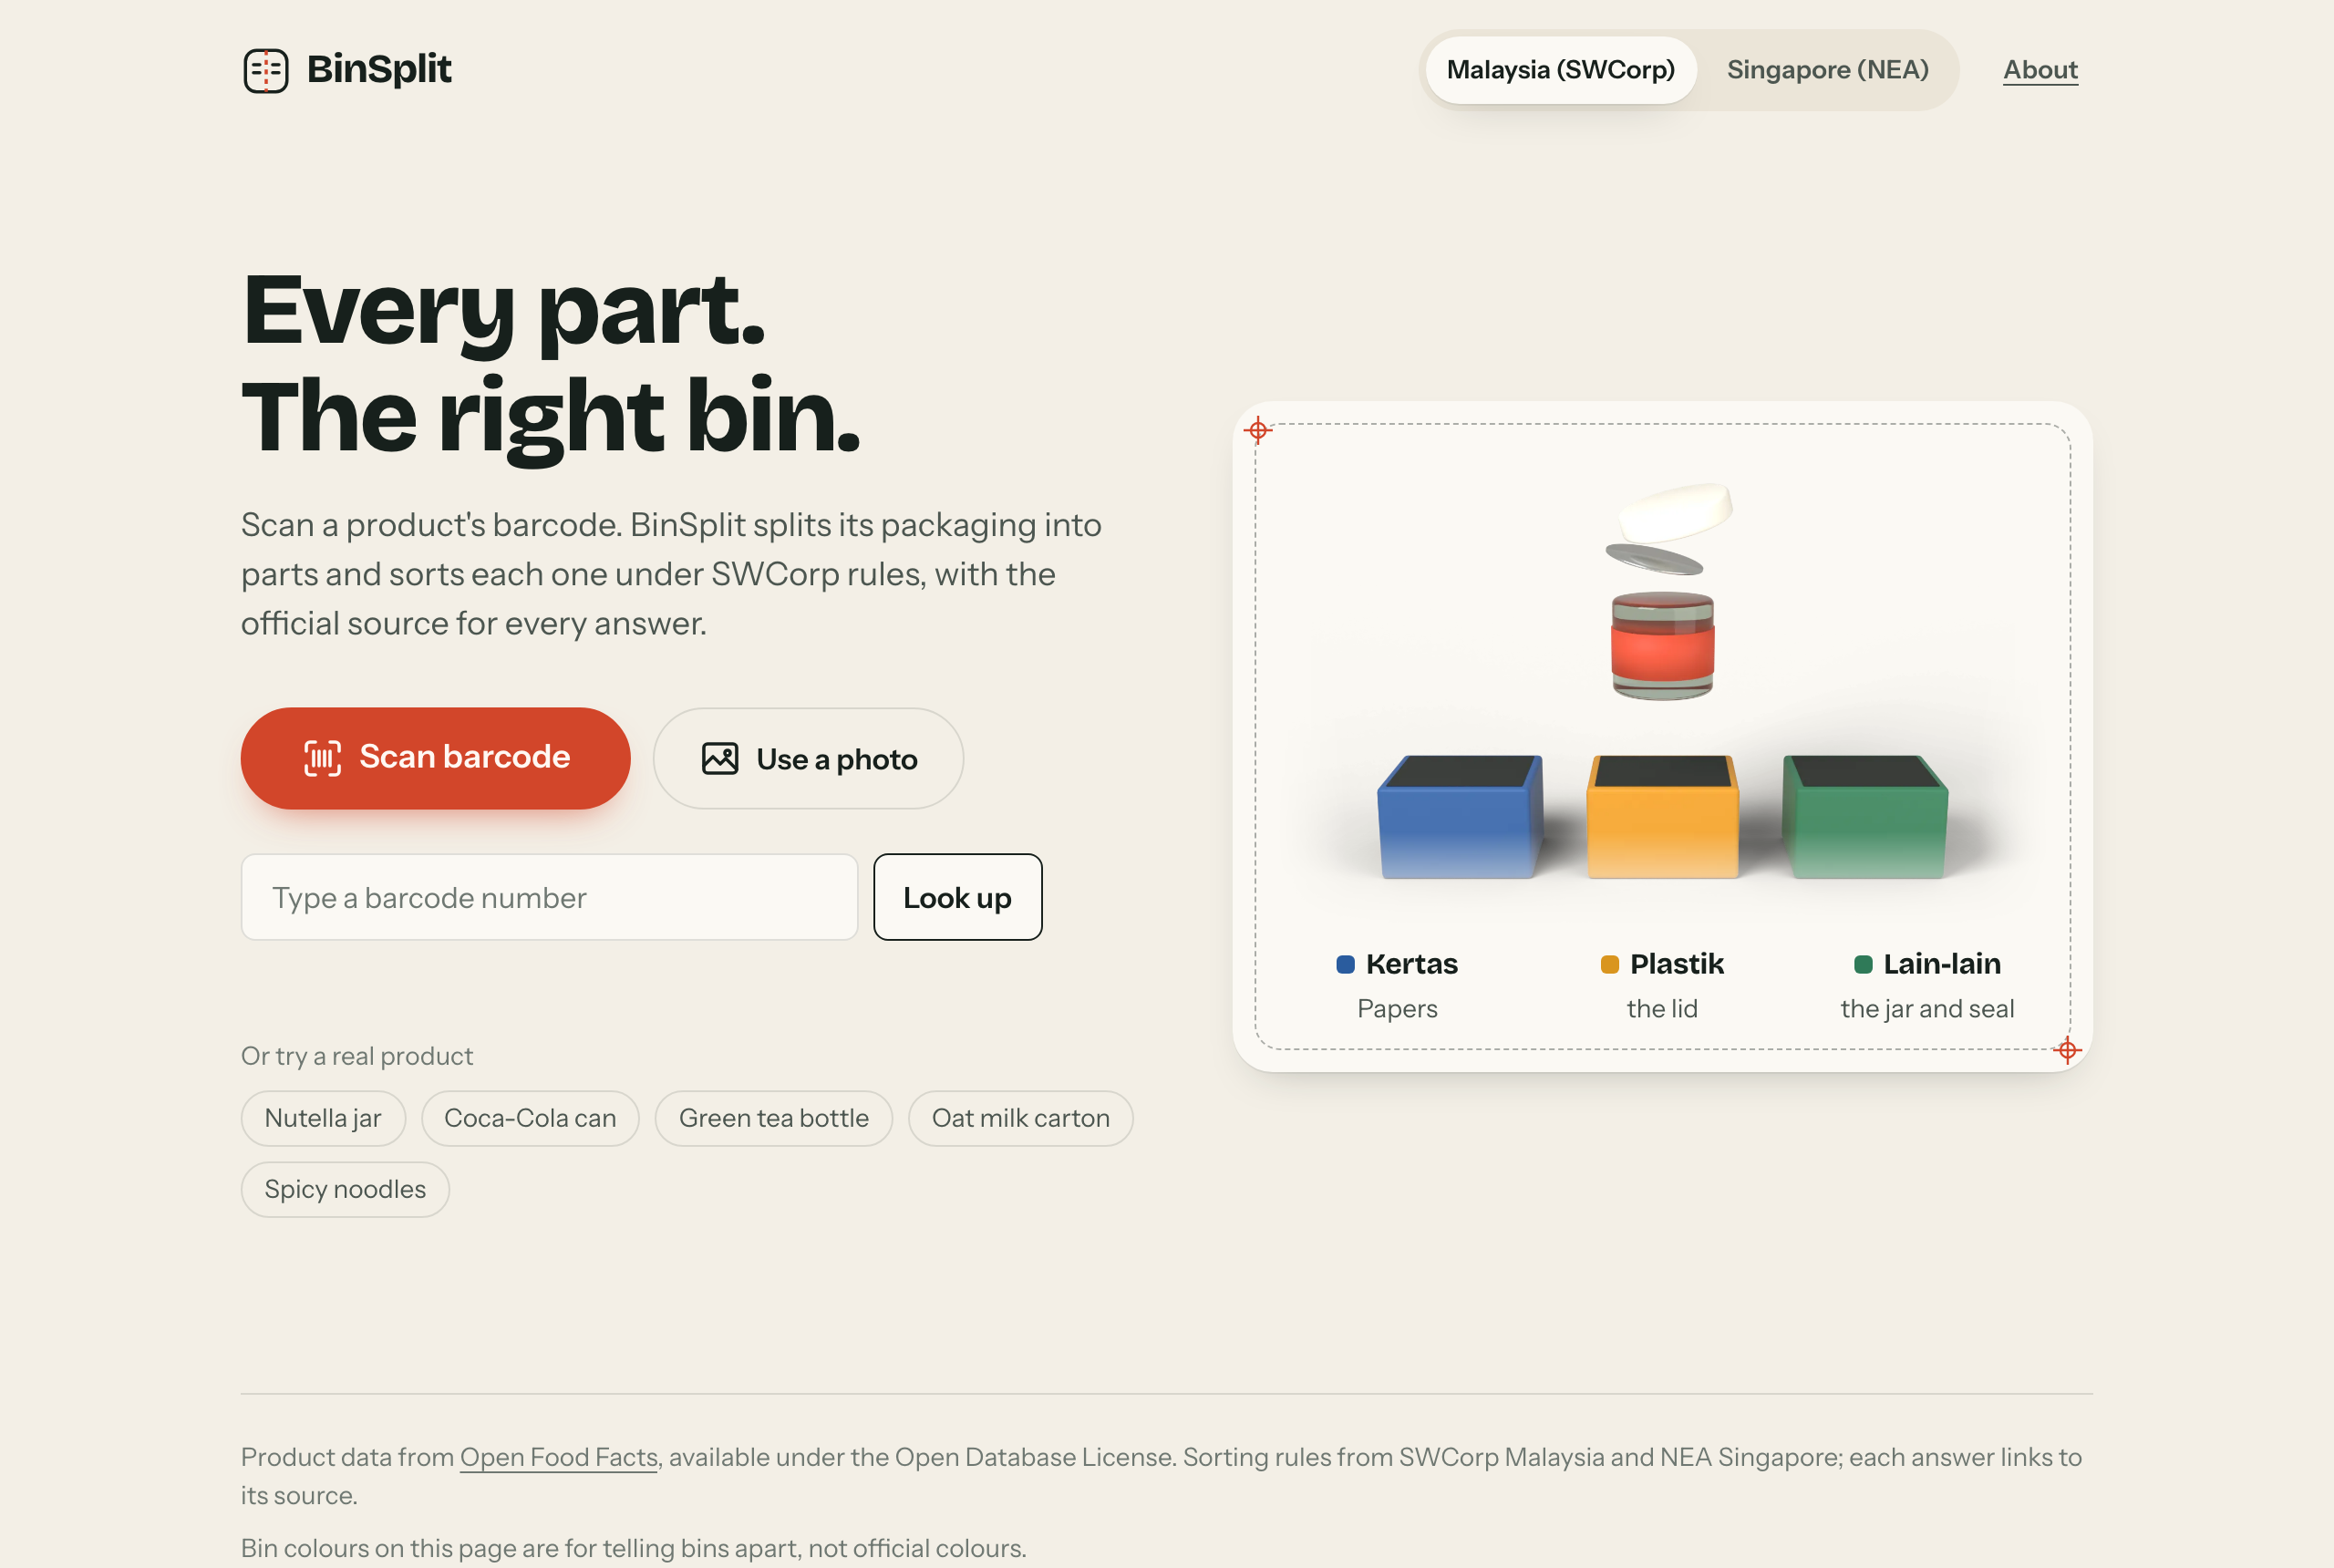 BinSplit
Malaysia (SWCorp)
Singapore (NEA)
About
Every part.
The right bin.
Scan a product's barcode. BinSplit splits its packaging into
parts and sorts each one under SWCorp rules, with the
official source for every answer.
Scan barcode
Use a photo
Type a barcode number
Look up
Or try a real product
Nutella jar
Coca-Cola can
Green tea bottle
Oat milk carton
Spicy noodles
Kertas
Papers
Plastik
the lid
Lain-lain
the jar and seal
Product data from Open Food Facts, available under the Open Database License. Sorting rules from SWCorp Malaysia and NEA Singapore; each answer links to
its source.
Bin colours on this page are for telling bins apart, not official colours.